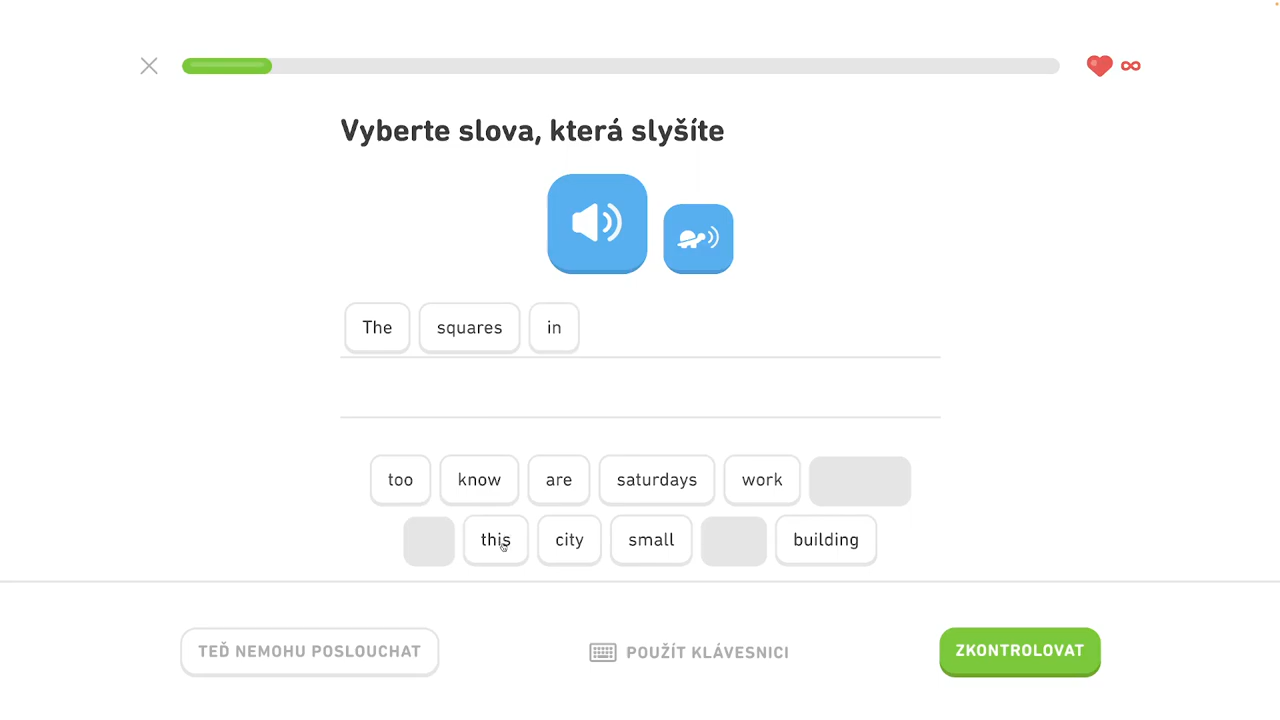 Vyberte slova, která slyšíte
The squares in
too know are saturdays work
this city small building
TEĎ NEMOHU POSLOUCHAT POUŽÍT KLÁVESNICI ZKONTROLOVAT